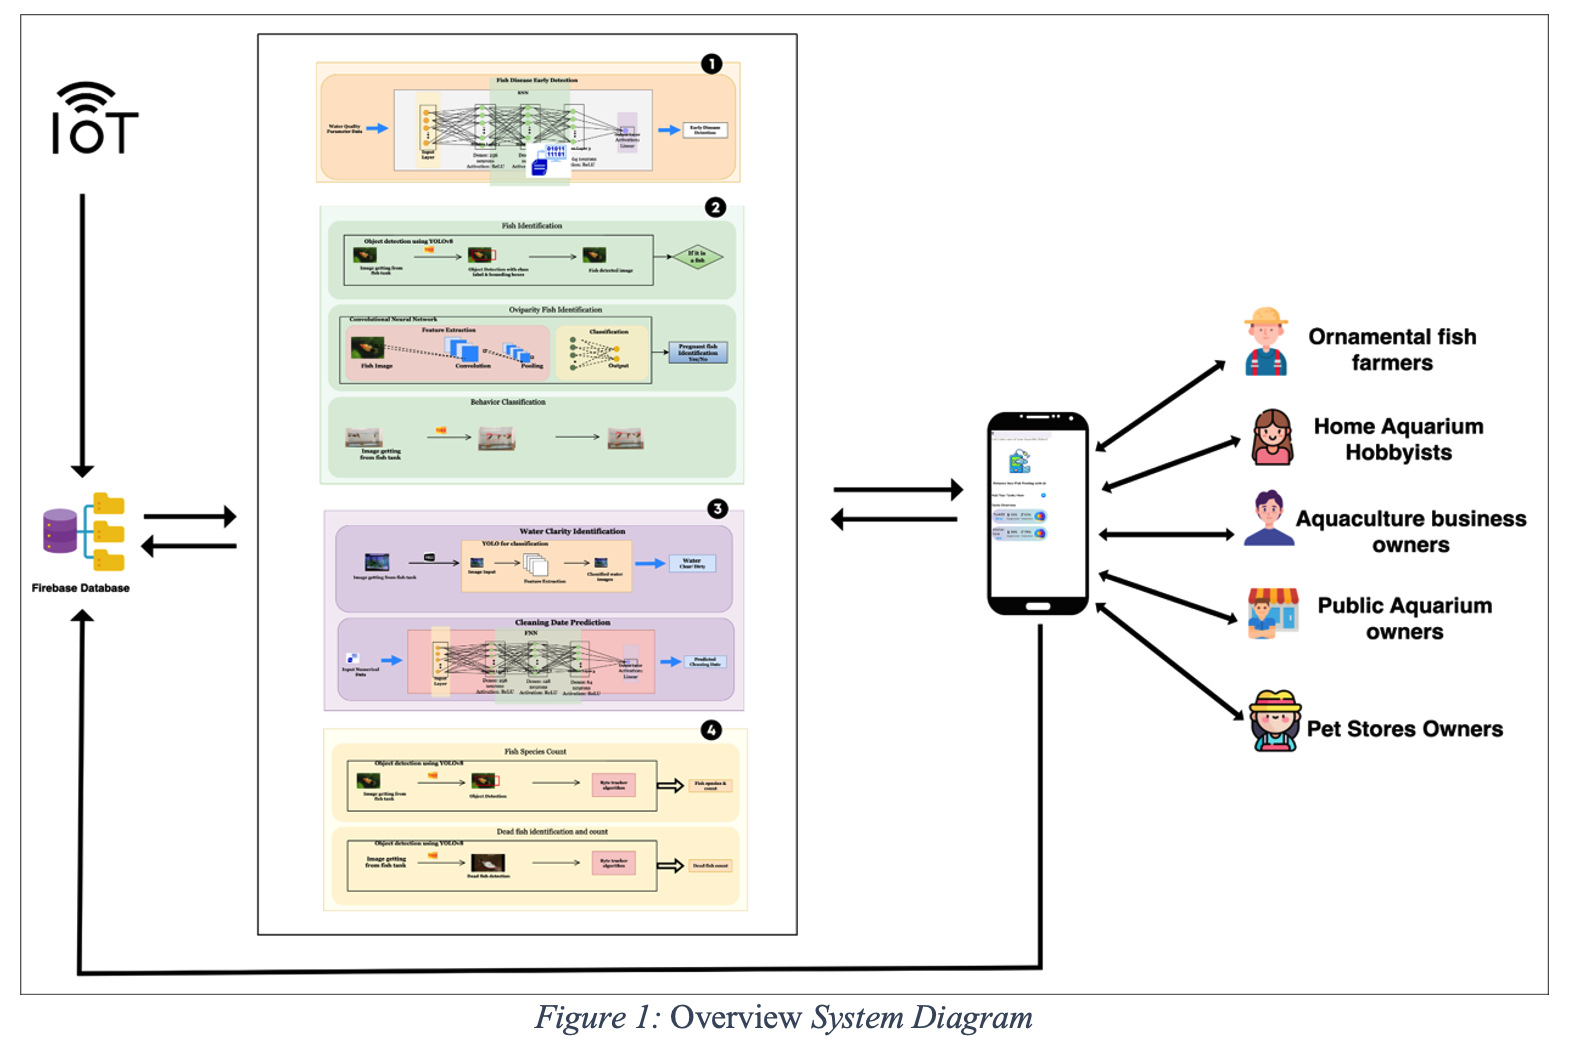 IoT
Firebase Database
1
Fish Disease Early Detection
RNN
Water Quality
Parameter Data
Input
Layer
Dense: 256
neurons
Activation: ReLU
64 neurons
Activation:
Linear
01011
11101
Early Disease
Detection
2
Fish Identification
Object detection using YOLOv8
Image getting from
fish tank
Object Detection with class
label & bounding boxes
Fish detected image
If it is
a fish
Oviparity Fish Identification
Convolutional Neural Network
Feature Extraction
Classification
Fish Image
Convolution
Pooling
Output
Pregnant fish
Identification
Yes/No
Behavior Classification
Image getting
from fish tank
3
Water Clarity Identification
YOLO for classification
Image getting from fish tank
Image Input
Feature Extraction
Classified water
images
Water
Clear/ Dirty
Cleaning Date Prediction
FNN
Input Numerical
Data
Input
Layer
Dense: 256
neurons
Activation: ReLU
Dense: 128
neurons
Activation: ReLU
Dense: 64
neurons
Activation: ReLU
Activation:
Linear
Predicted
Cleaning Date
4
Fish Species Count
Object detection using YOLOv8
Image getting from
fish tank
Object Detection
Byte tracker
algorithm
Fish species &
count
Dead fish identification and count
Object detection using YOLOv8
Image getting
from fish tank
Dead fish detection
Byte tracker
algorithm
Dead fish count
Ornamental fish
farmers
Home Aquarium
Hobbyists
Aquaculture business
owners
Public Aquarium
owners
Pet Stores Owners
Figure 1: Overview System Diagram